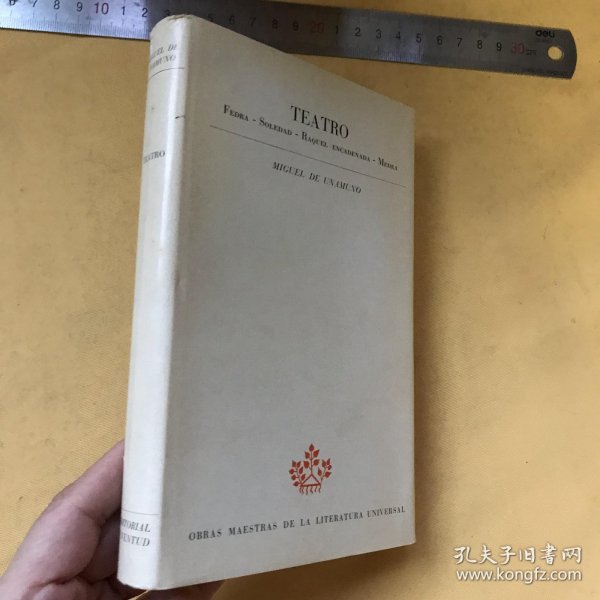 TEATRO
FEDRA - SOLEDAD - RAQUEL ENCADENADA - MEDEA
MIGUEL DE UNAMUNO
OBRAS MAESTRAS DE LA LITERATURA UNIVERSAL
TEATRO
deli
孔夫子旧书网
www.kongfz.com